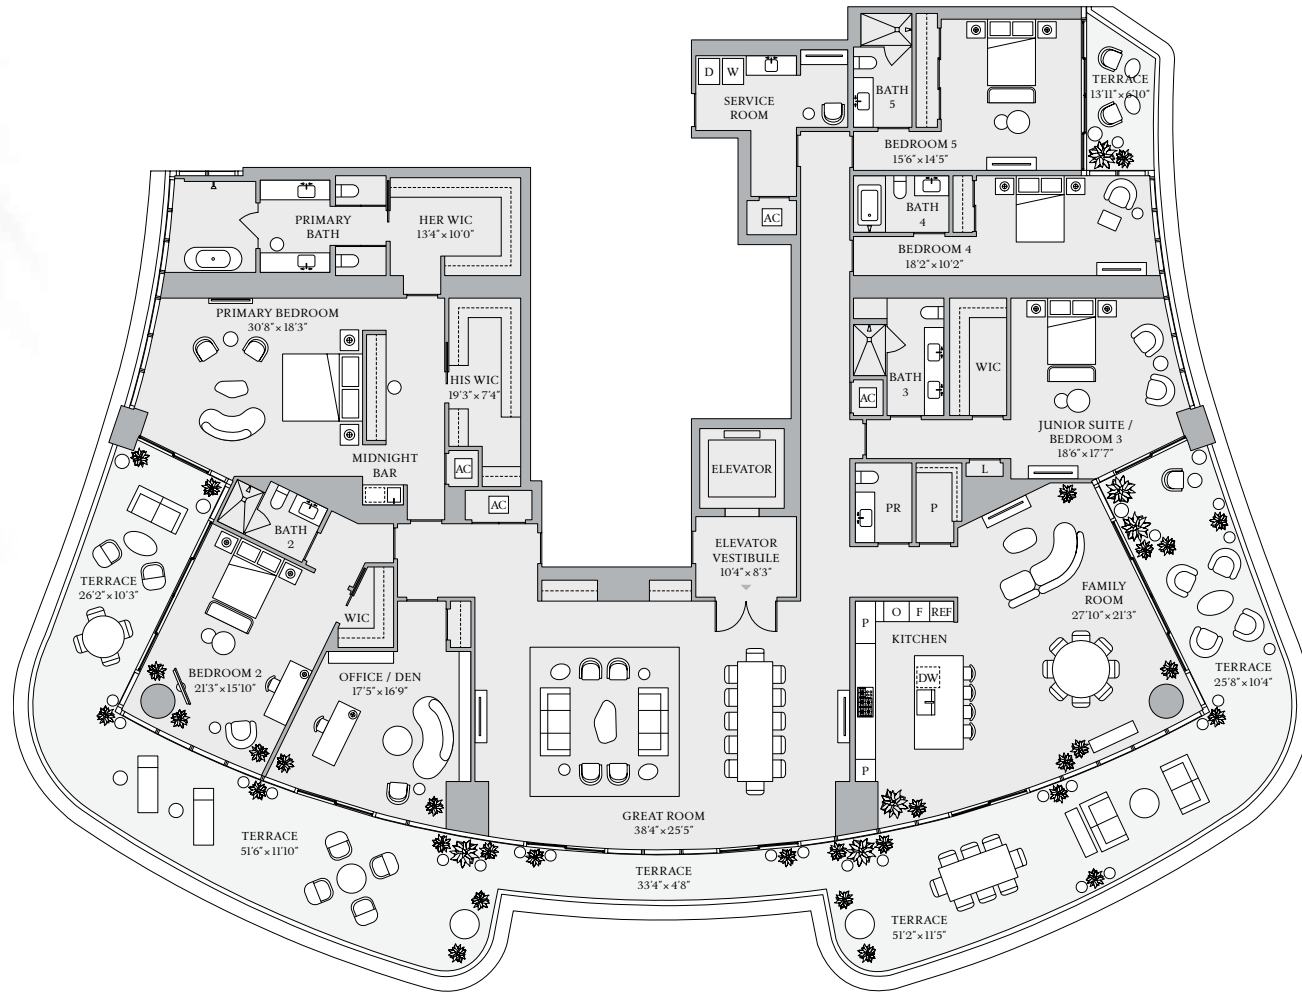 D W
SERVICE
ROOM
BATH
5
TERRACE
13'11"×6'10"
BEDROOM 5
15'6"×14'5"
AC
BATH
4
BEDROOM 4
18'2"×10'2"
PRIMARY
BATH
HER WIC
13'4"×10'0"
PRIMARY BEDROOM
30'8"×18'3"
HIS WIC
19'3"×7'4"
MIDNIGHT
BAR
AC
AC
BATH
3
WIC
AC
JUNIOR SUITE /
BEDROOM 3
18'6"×17'7"
L
ELEVATOR
PR
P
ELEVATOR
VESTIBULE
10'4"×8'3"
BATH
2
TERRACE
26'2"×10'3"
WIC
BEDROOM 2
21'3"×15'10"
OFFICE / DEN
17'5"×16'9"
P
O F REF
KITCHEN
DW
P
FAMILY
ROOM
27'10"×21'3"
TERRACE
25'8"×10'4"
GREAT ROOM
38'4"×25'5"
TERRACE
51'6"×11'10"
TERRACE
33'4"×4'8"
TERRACE
51'2"×11'5"